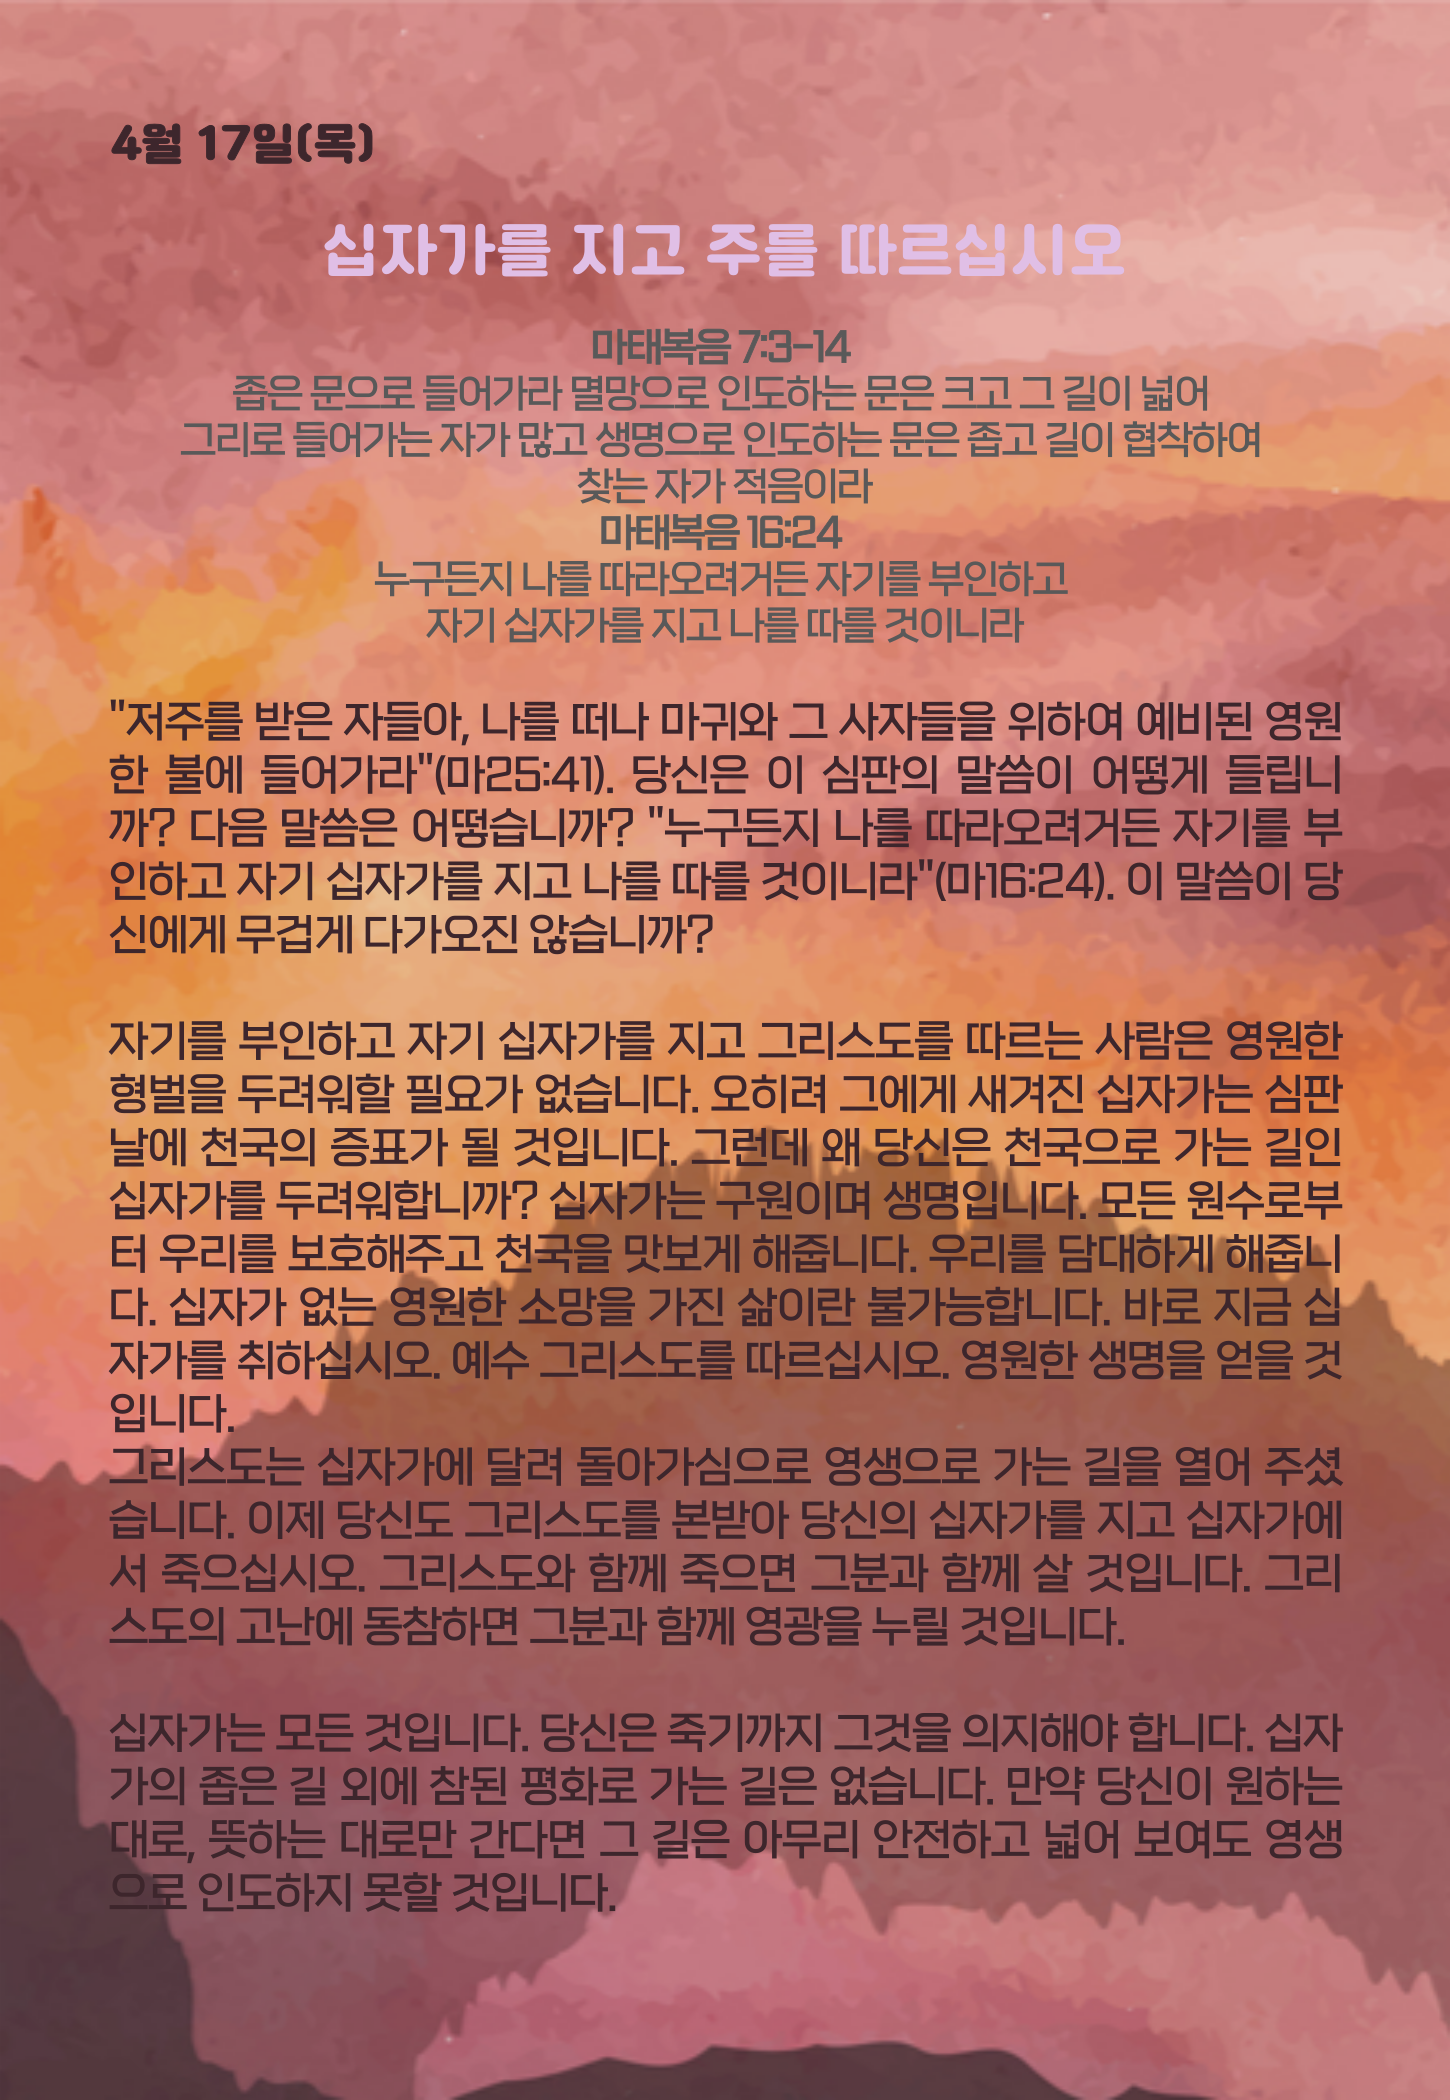 4월 17일(목)
십자가를 지고 주를 따르십시오
마태복음 7:3-14
좁은 문으로 들어가라 멸망으로 인도하는 문은 크고 그 길이 넓어
그리로 들어가는 자가 많고 생명으로 인도하는 문은 좁고 길이 협착하여
찾는 자가 적음이라
마태복음 16:24
누구든지 나를 따라오려거든 자기를 부인하고
자기 십자가를 지고 나를 따를 것이니라
"저주를 받은 자들아, 나를 떠나 마귀와 그 사자들을 위하여 예비된 영원
한 불에 들어가라"(마25:41). 당신은 이 심판의 말씀이 어떻게 들립니
까? 다음 말씀은 어떻습니까? "누구든지 나를 따라오려거든 자기를 부
인하고 자기 십자가를 지고 나를 따를 것이니라"(마16:24). 이 말씀이 당
신에게 무겁게 다가오진 않습니까?
자기를 부인하고 자기 십자가를 지고 그리스도를 따르는 사람은 영원한
형벌을 두려워할 필요가 없습니다. 오히려 그에게 새겨진 십자가는 심판
날에 천국의 증표가 될 것입니다. 그런데 왜 당신은 천국으로 가는 길인
십자가를 두려워합니까? 십자가는 구원이며 생명입니다. 모든 원수로부
터 우리를 보호해주고 천국을 맛보게 해줍니다. 우리를 담대하게 해줍니
다. 십자가 없는 영원한 소망을 가진 삶이란 불가능합니다. 바로 지금 십
자가를 취하십시오. 예수 그리스도를 따르십시오. 영원한 생명을 얻을 것
입니다.
그리스도는 십자가에 달려 돌아가심으로 영생으로 가는 길을 열어 주셨
습니다. 이제 당신도 그리스도를 본받아 당신의 십자가를 지고 십자가에
서 죽으십시오. 그리스도와 함께 죽으면 그분과 함께 살 것입니다. 그리
스도의 고난에 동참하면 그분과 함께 영광을 누릴 것입니다.
십자가는 모든 것입니다. 당신은 죽기까지 그것을 의지해야 합니다. 십자
가의 좁은 길 외에 참된 평화로 가는 길은 없습니다. 만약 당신이 원하는
대로, 뜻하는 대로만 간다면 그 길은 아무리 안전하고 넓어 보여도 영생
으로 인도하지 못할 것입니다.